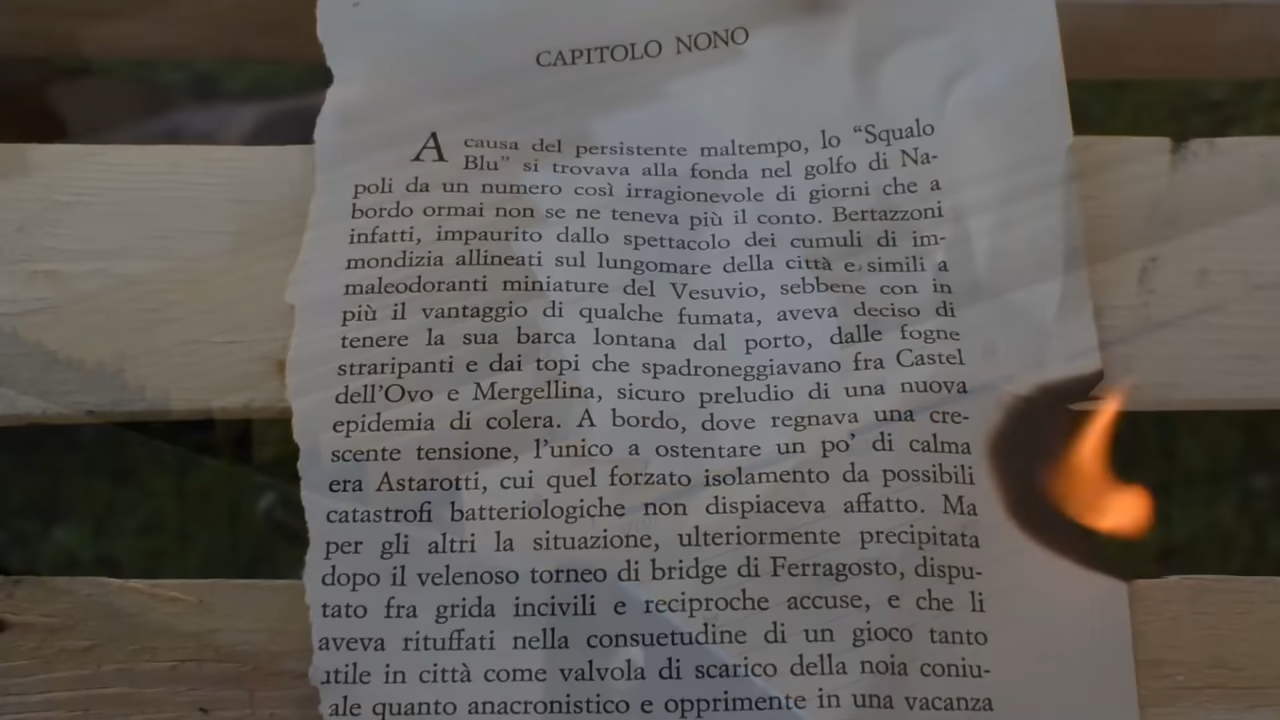 CAPITOLO NONO
A causa del persistente maltempo, lo “Squalo
Blu” si trovava alla fonda nel golfo di Na-
poli da un numero così irragionevole di giorni che a
bordo ormai non se ne teneva più il conto. Bertazzoni
infatti, impaurito dallo spettacolo dei cumuli di im-
mondizia allineati sul lungomare della città e simili a
maleodoranti miniature del Vesuvio, sebbene con in
più il vantaggio di qualche fumata, aveva deciso di
tenere la sua barca lontana dal porto, dalle fogne
straripanti e dai topi che spadroneggiavano fra Castel
dell’Ovo e Mergellina, sicuro preludio di una nuova
epidemia di colera. A bordo, dove regnava una cre-
scente tensione, l’unico a ostentare un po’ di calma
era Astarotti, cui quel forzato isolamento da possibili
catastrofi batteriologiche non dispiaceva affatto. Ma
per gli altri la situazione, ulteriormente precipitata
dopo il velenoso torneo di bridge di Ferragosto, dispu-
tato fra grida incivili e reciproche accuse, e che li
aveva rituffati nella consuetudine di un gioco tanto
utile in città come valvola di scarico della noia coniu-
ale quanto anacronistico e opprimente in una vacanza